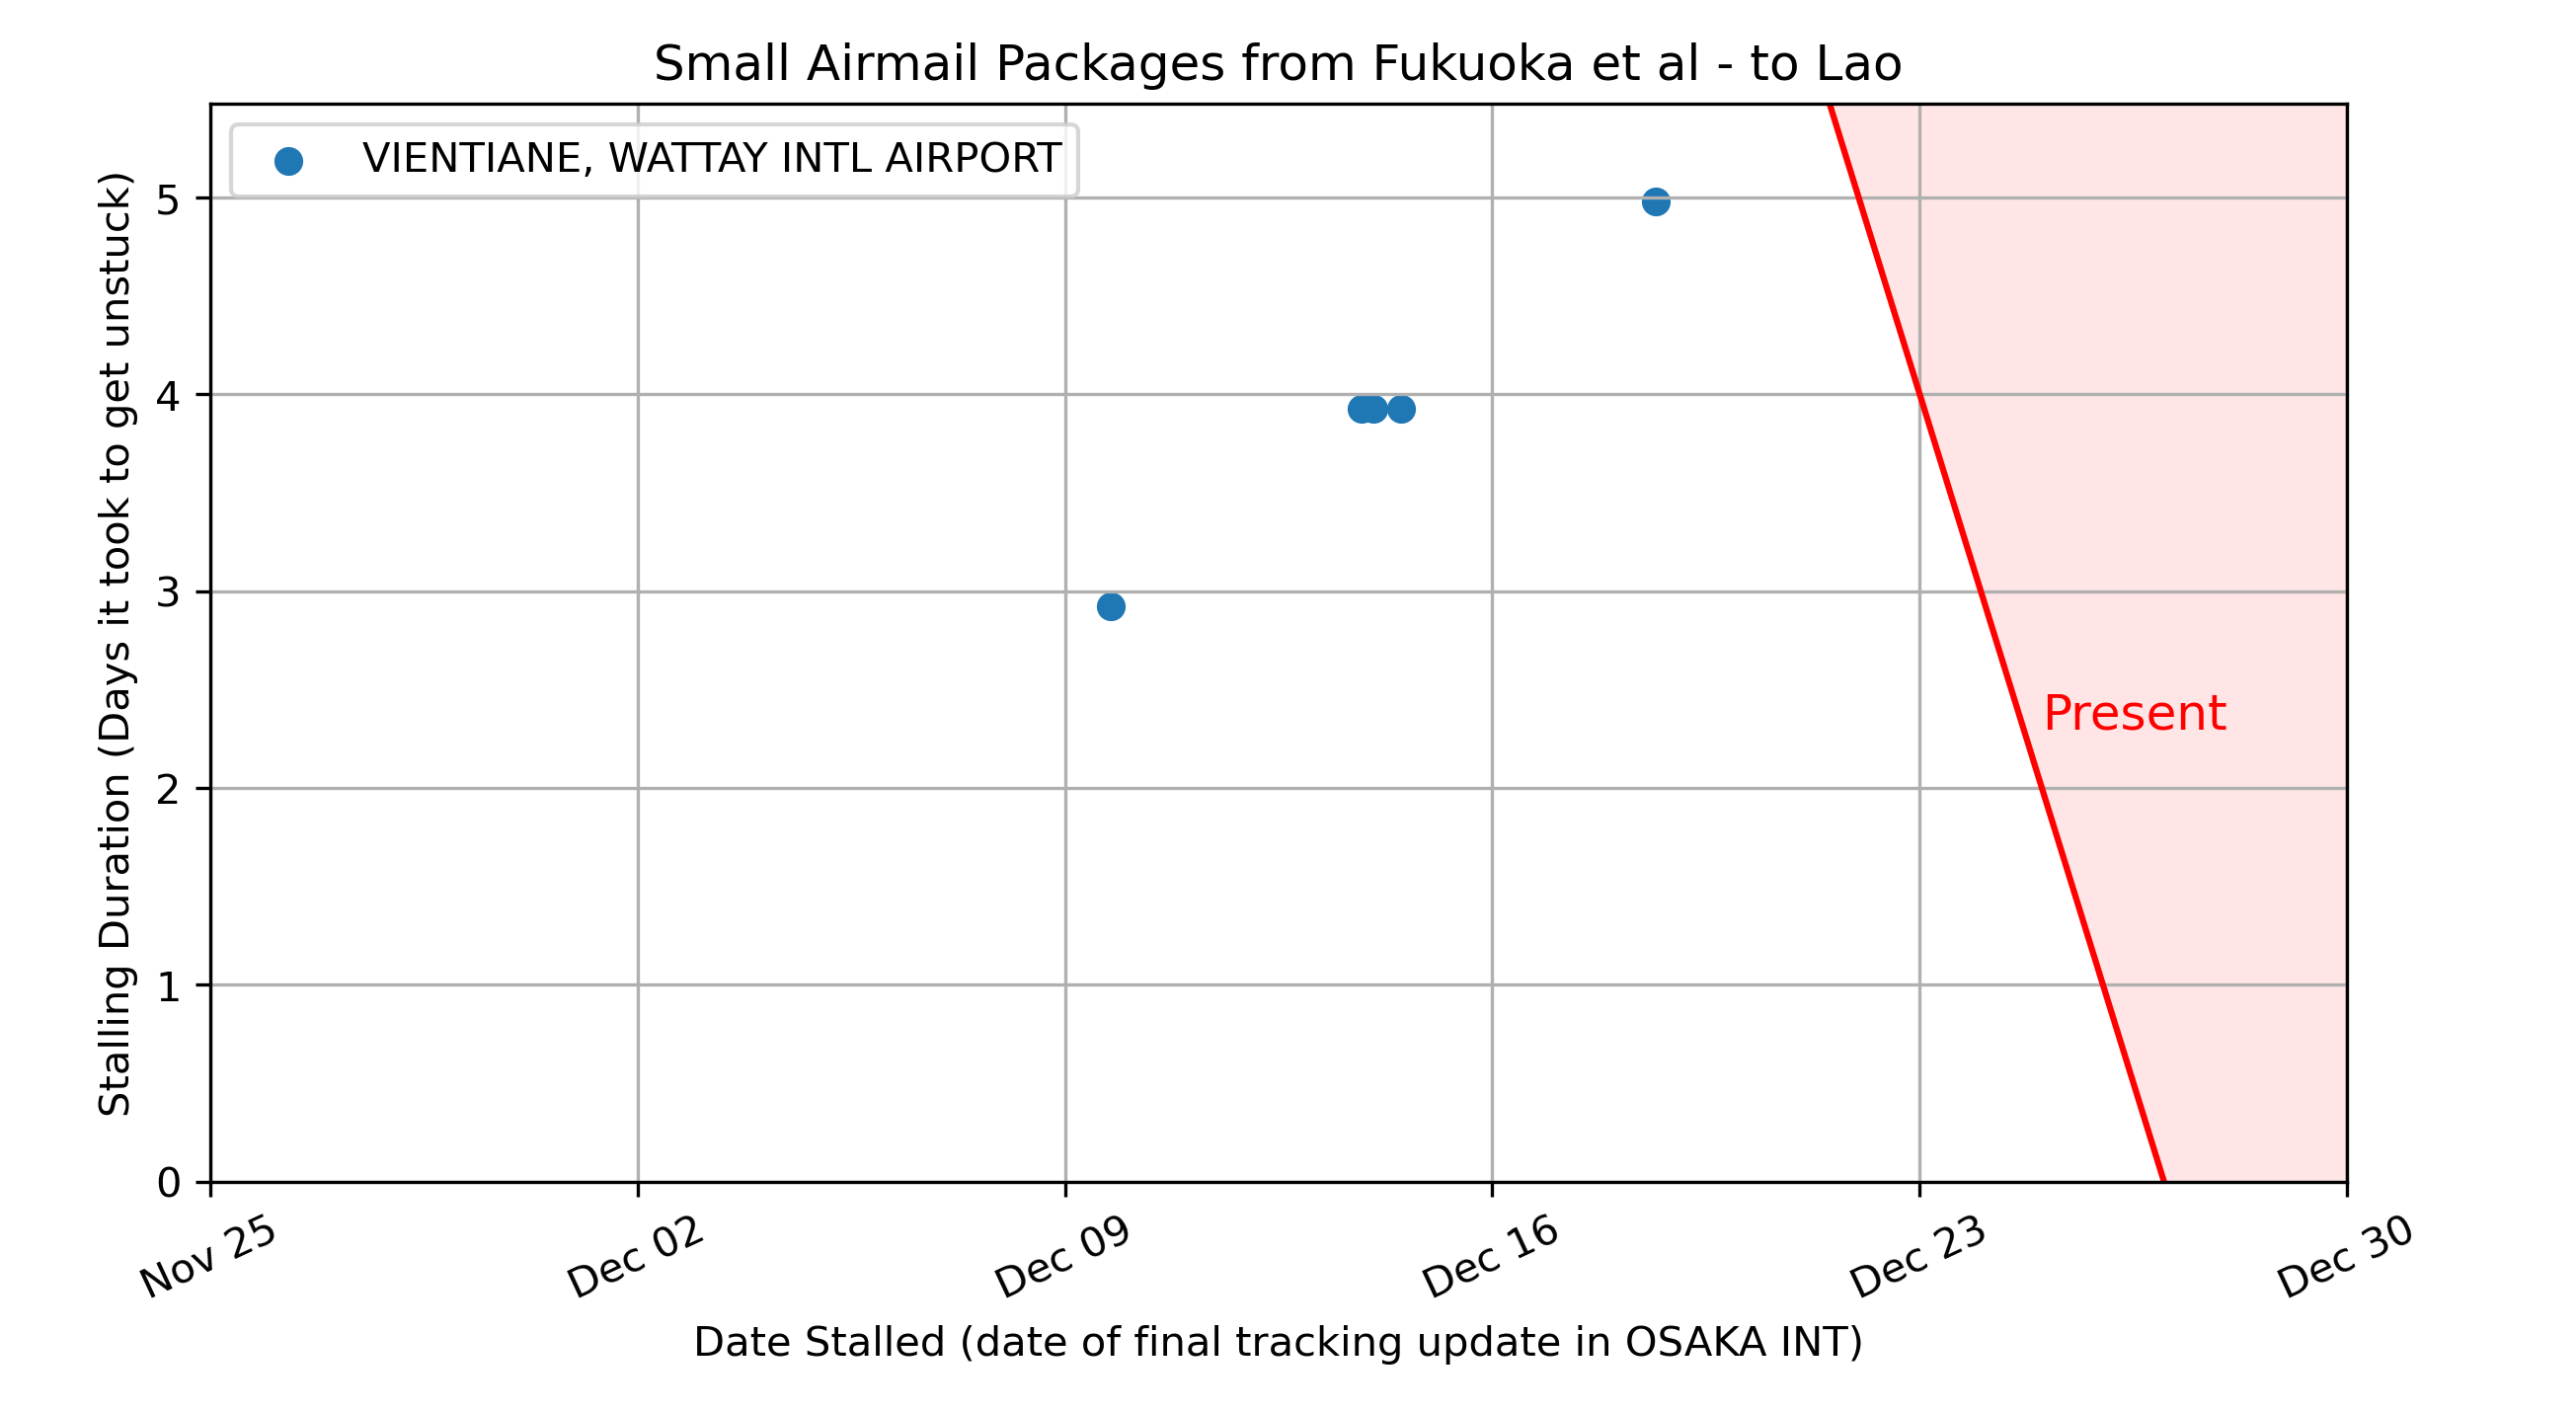 Small Airmail Packages from Fukuoka et al - to Lao
VIENTIANE, WATTAY INTL AIRPORT
Stalling Duration (Days it took to get unstuck)
5
4
3
2
1
0
Present
Nov 25
Dec 02
Dec 09
Dec 16
Dec 23
Dec 30
Date Stalled (date of final tracking update in OSAKA INT)